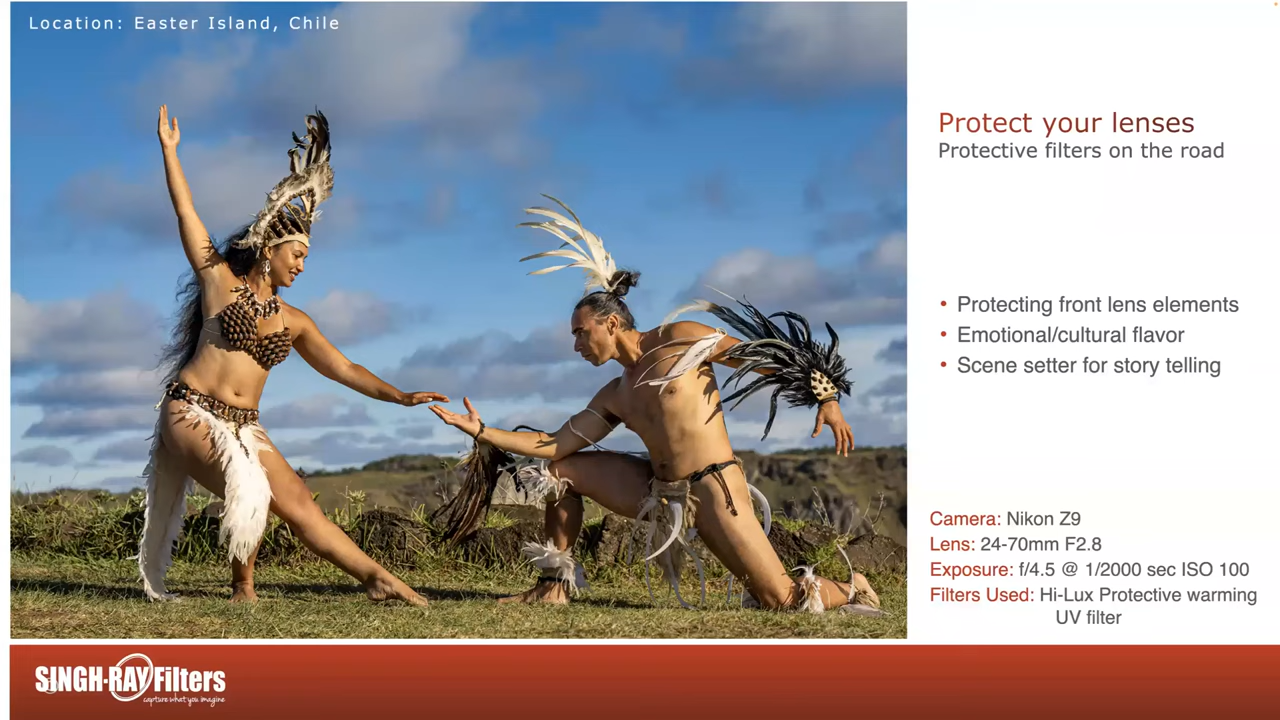 Location: Easter Island, Chile
Protect your lenses
Protective filters on the road
• Protecting front lens elements
• Emotional/cultural flavor
• Scene setter for story telling
Camera: Nikon Z9
Lens: 24-70mm F2.8
Exposure: f/4.5 @ 1/2000 sec ISO 100
Filters Used: Hi-Lux Protective warming
UV filter
SINGH-RAY Filters
capture what you imagine